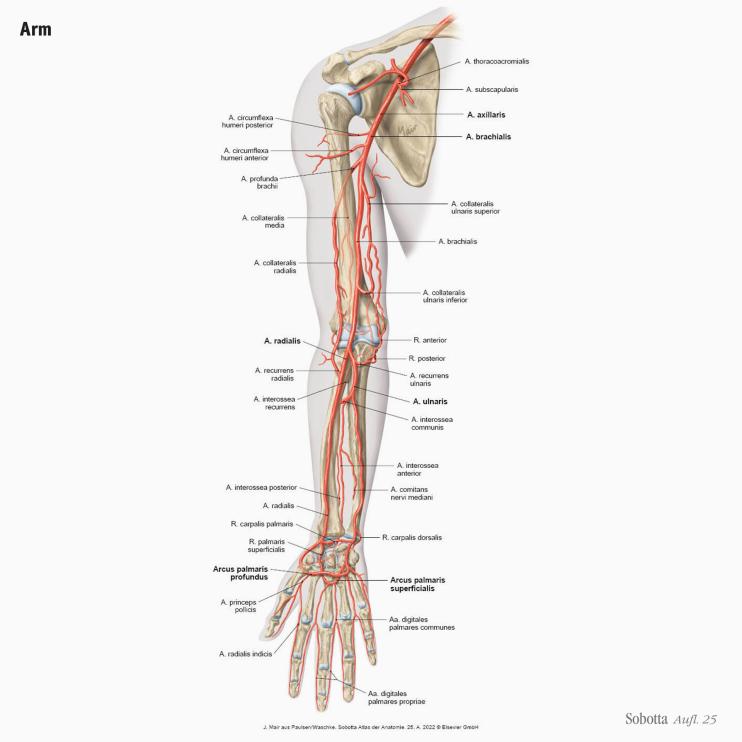 Arm
A. thoracoacromialis
A. subscapularis
A. axillaris
A. circumflexa
humeri posterior
A. brachialis
A. circumflexa
humeri anterior
A. profunda
brachii
A. collateralis
ulnaris superior
A. collateralis
media
A. brachialis
A. collateralis
radialis
A. collateralis
ulnaris inferior
A. radialis
R. anterior
R. posterior
A. recurrens
radialis
A. recurrens
ulnaris
A. interossea
recurrens
A. ulnaris
A. interossea
communis
A. interossea
anterior
A. interossea posterior
A. comitans
nervi mediani
A. radialis
R. carpalis palmaris
R. carpalis dorsalis
R. palmaris
superficialis
Arcus palmaris
profundus
Arcus palmaris
superficialis
A. princeps
pollicis
Aa. digitales
palmares communes
A. radialis indicis
Aa. digitales
palmares propriae
Mair
Sobotta Aufl. 25
J. Mair aus Paulsen/Waschke, Sobotta Atlas der Anatomie, 25. A. 2022 © Elsevier GmbH